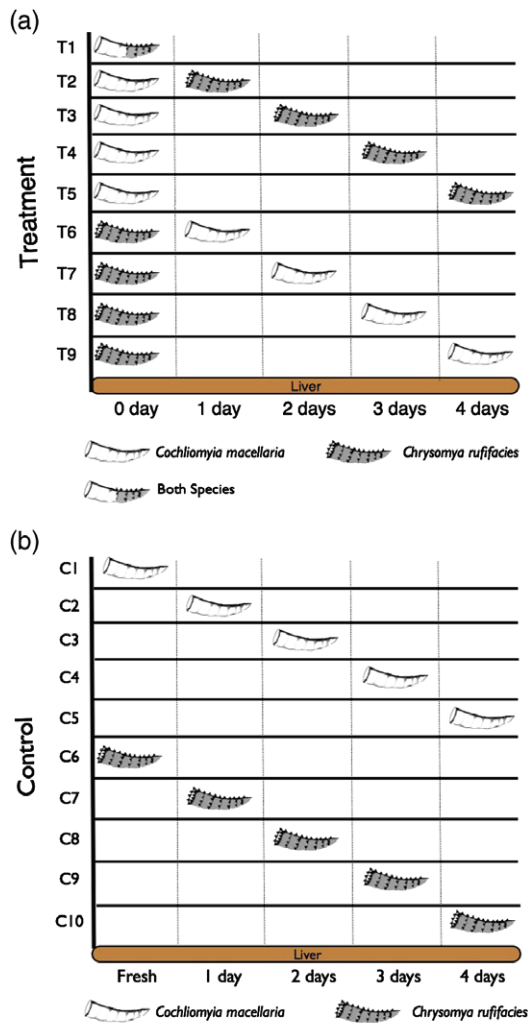 (a)
Treatment
T1
T2
T3
T4
T5
T6
T7
T8
T9
Liver
0 day 1 day 2 days 3 days 4 days
Cochliomyia macellaria Chrysomya rufifacies
Both Species
(b)
Control
C1
C2
C3
C4
C5
C6
C7
C8
C9
C10
Liver
Fresh 1 day 2 days 3 days 4 days
Cochliomyia macellaria Chrysomya rufifacies